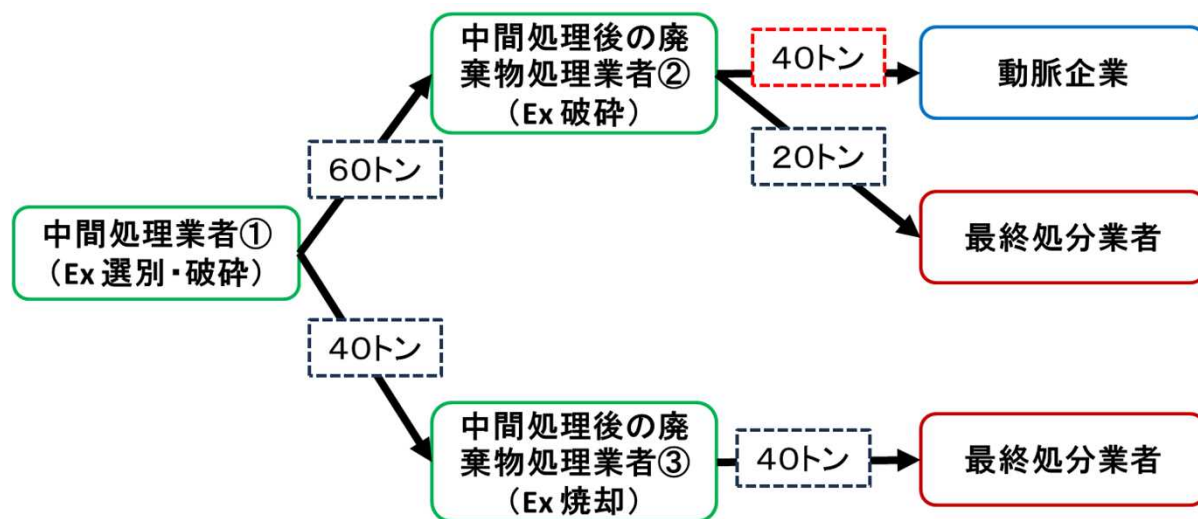 中間処理後の廃
棄物処理業者②
（Ex 破砕）
40トン
動脈企業
60トン
20トン
中間処理業者①
（Ex 選別・破砕）
最終処分業者
40トン
中間処理後の廃
棄物処理業者③
（Ex 焼却）
40トン
最終処分業者